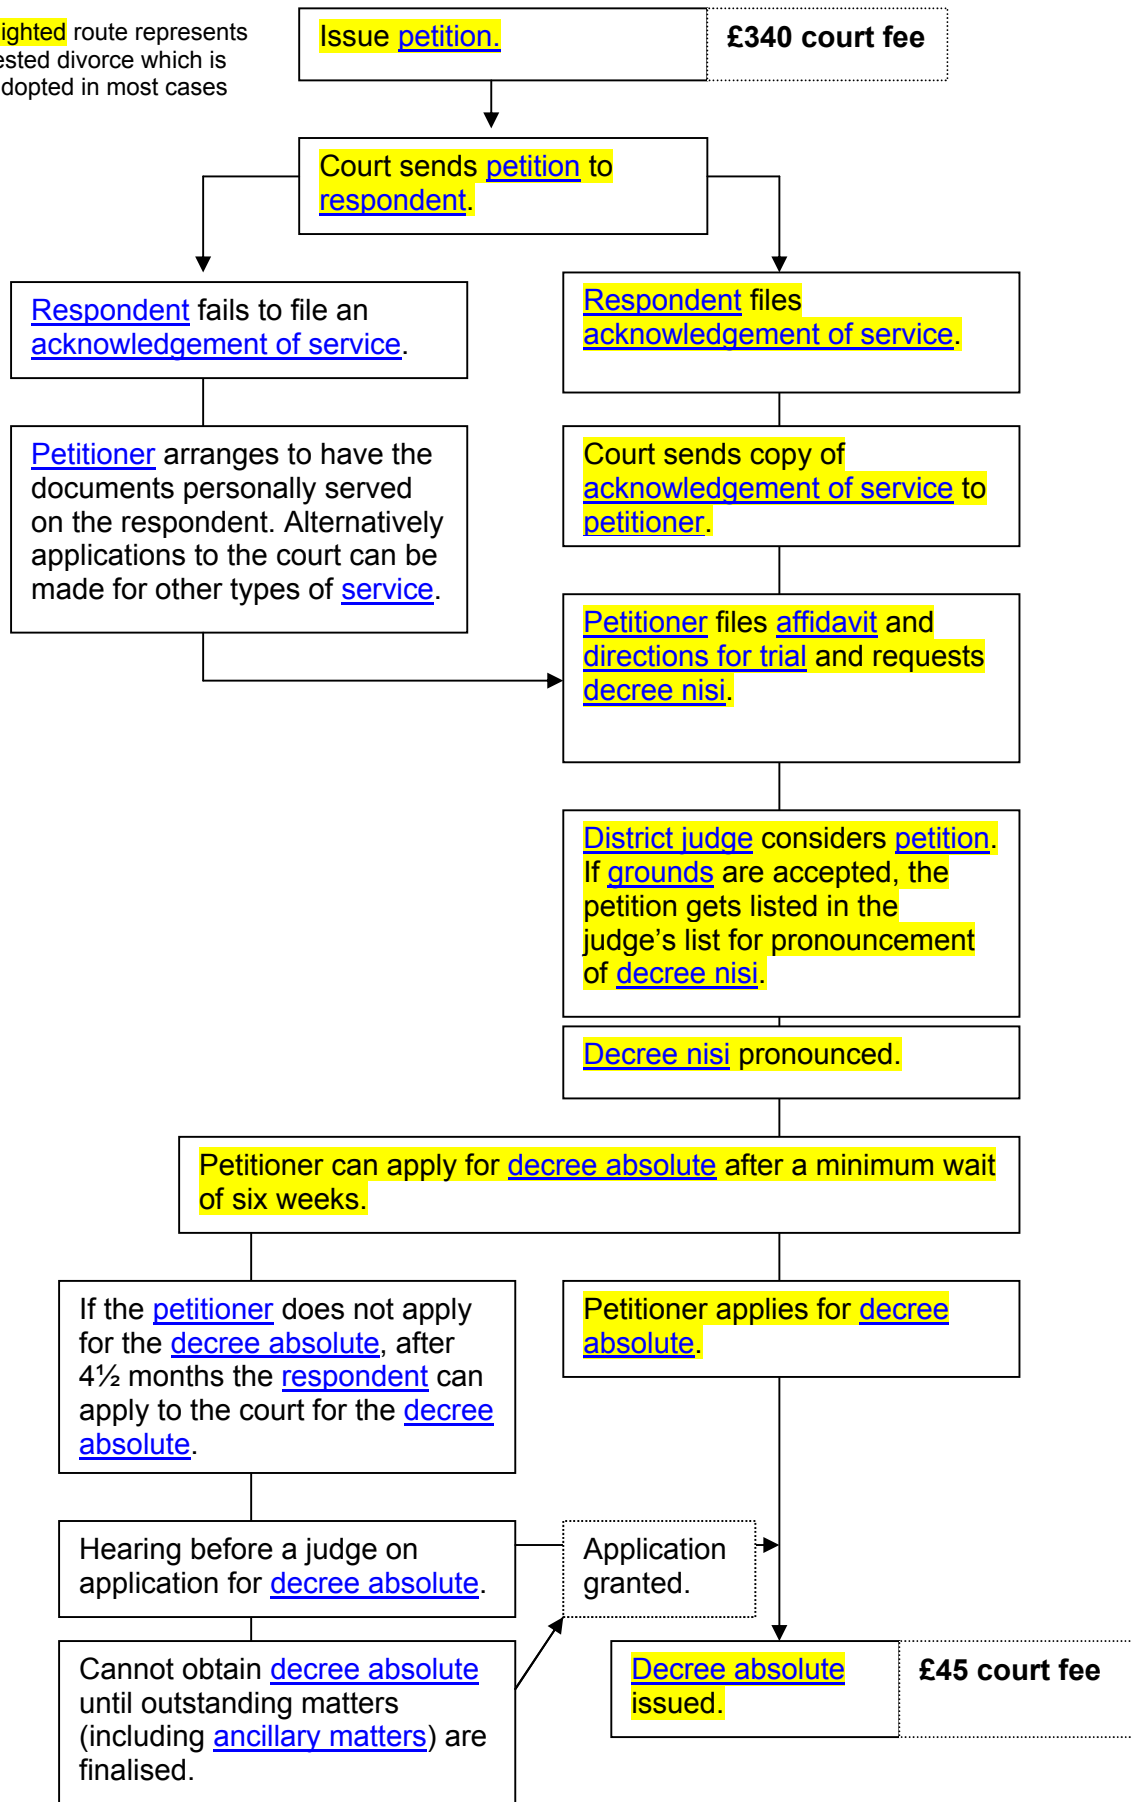 ighted route represents
ested divorce which is
dopted in most cases
Issue petition.
£340 court fee
Court sends petition to
respondent.
Respondent fails to file an
acknowledgement of service.
Respondent files
acknowledgement of service.
Petitioner arranges to have the
documents personally served
on the respondent. Alternatively
applications to the court can be
made for other types of service.
Court sends copy of
acknowledgement of service to
petitioner.
Petitioner files affidavit and
directions for trial and requests
decree nisi.
District judge considers petition.
If grounds are accepted, the
petition gets listed in the
judge’s list for pronouncement
of decree nisi.
Decree nisi pronounced.
Petitioner can apply for decree absolute after a minimum wait
of six weeks.
If the petitioner does not apply
for the decree absolute, after
4½ months the respondent can
apply to the court for the decree
absolute.
Petitioner applies for decree
absolute.
Hearing before a judge on
application for decree absolute.
Application
granted.
Cannot obtain decree absolute
until outstanding matters
(including ancillary matters) are
finalised.
Decree absolute
issued.
£45 court fee